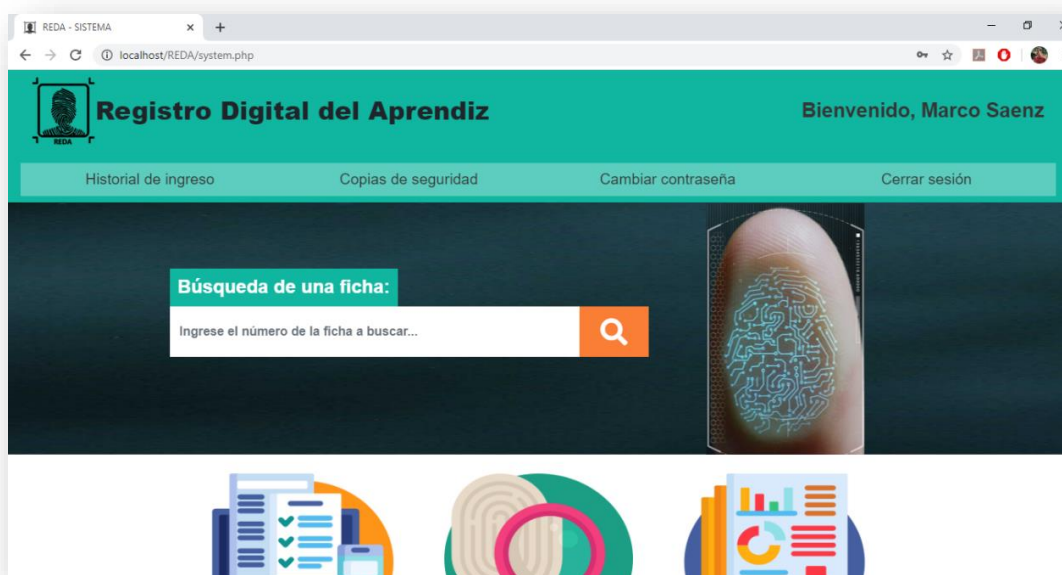 REDA - SISTEMA
localhost/REDA/system.php
REDA
Registro Digital del Aprendiz
Bienvenido, Marco Saenz
Historial de ingreso
Copias de seguridad
Cambiar contraseña
Cerrar sesión
Búsqueda de una ficha:
Ingrese el número de la ficha a buscar...